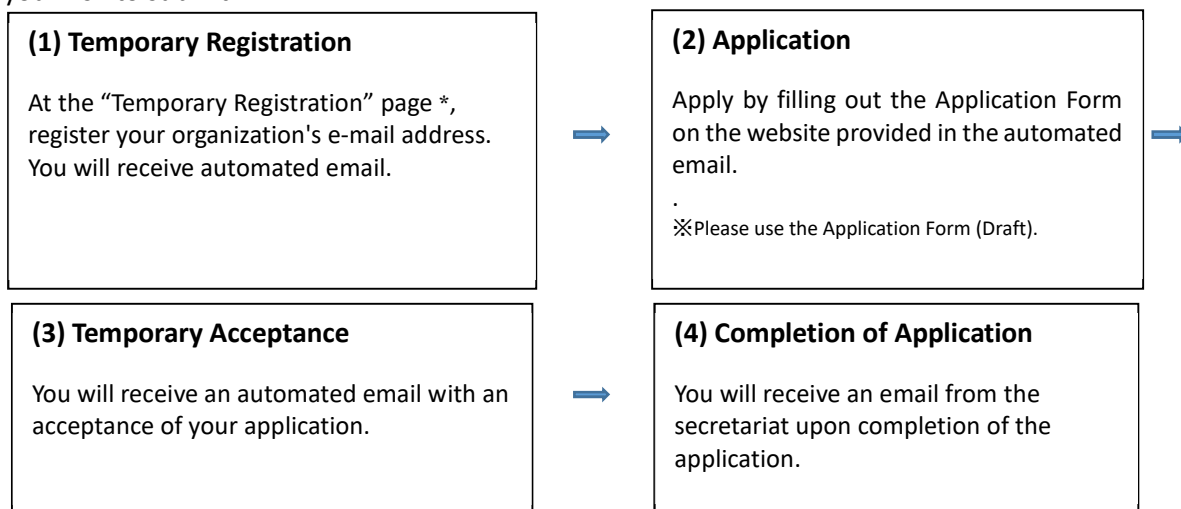 (1) Temporary Registration
At the “Temporary Registration” page *,
register your organization's e-mail address.
You will receive automated email.
(2) Application
Apply by filling out the Application Form
on the website provided in the automated
email.
.
※Please use the Application Form (Draft).
(3) Temporary Acceptance
You will receive an automated email with an
acceptance of your application.
(4) Completion of Application
You will receive an email from the
secretariat upon completion of the
application.